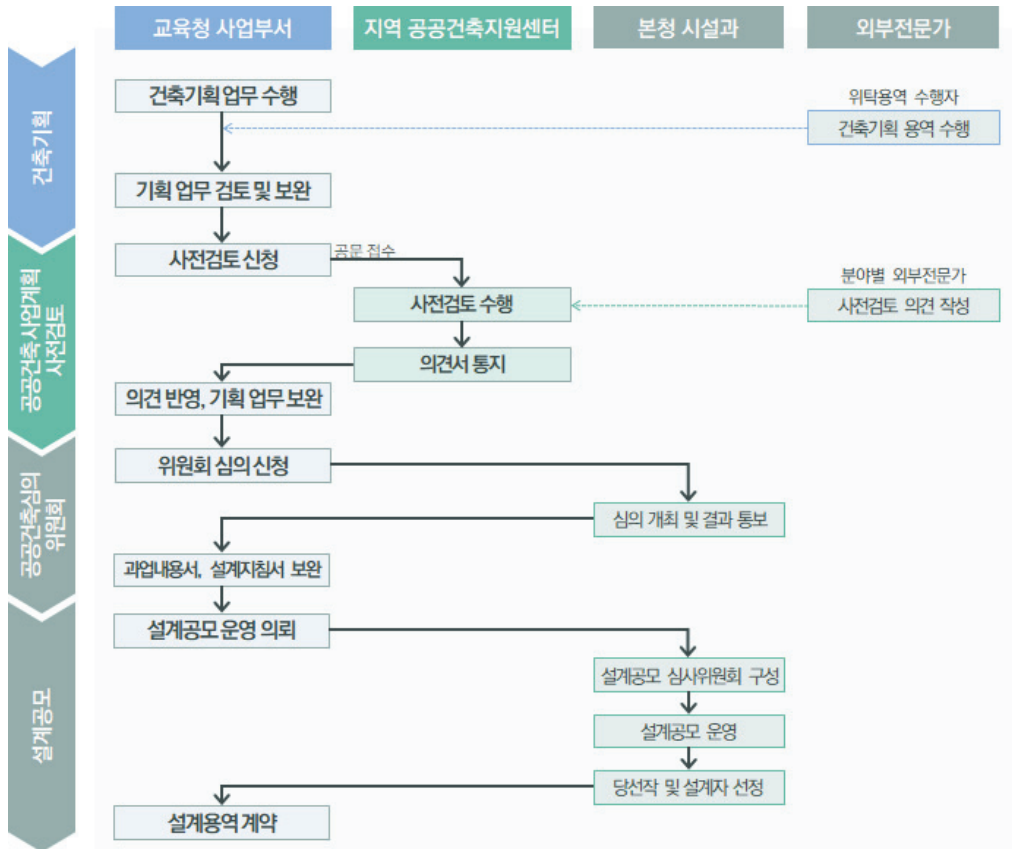 교육청 사업부서
지역 공공건축지원센터
본청 시설과
외부전문가
건축기획
건축기획 업무 수행
위탁용역 수행자
건축기획 용역 수행
기획 업무 검토 및 보완
공공건축 사업계획
사전검토
사전검토 신청
공문 접수
분야별 외부전문가
사전검토 수행
사전검토 의견 작성
의견서 통지
의견 반영, 기획 업무 보완
공공건축심의
위원회
위원회 심의 신청
심의 개최 및 결과 통보
과업내용서, 설계지침서 보완
설계공모
설계공모 운영 의뢰
설계공모 심사위원회 구성
설계공모 운영
당선작 및 설계자 선정
설계용역 계약